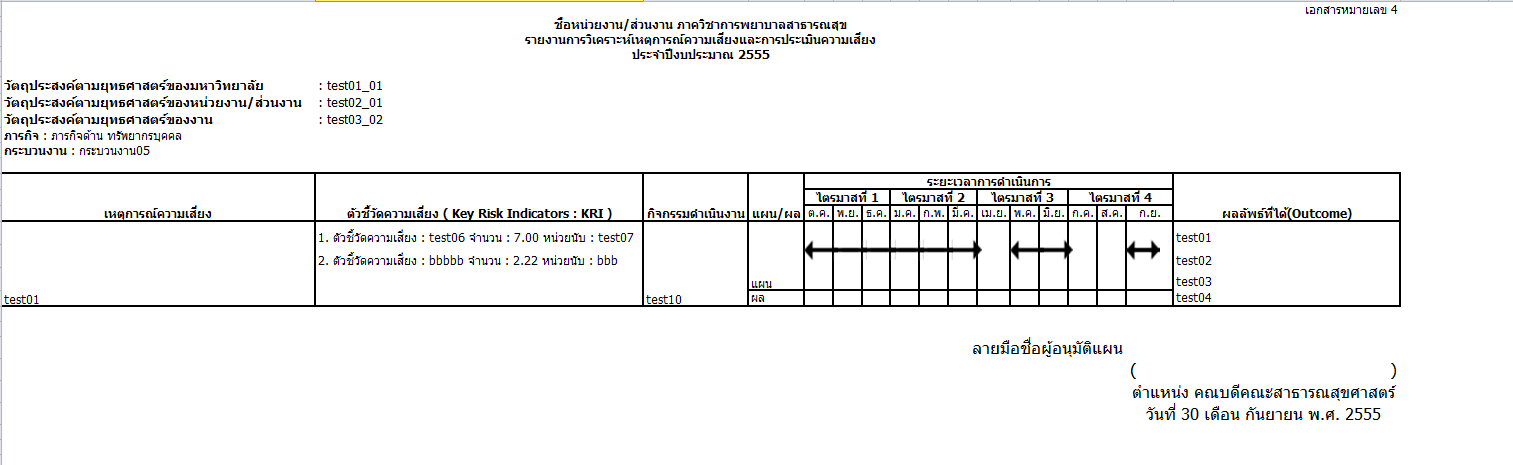 เอกสารหมายเลข 4
ชื่อหน่วยงาน/ส่วนงาน ภาควิชาการพยาบาลสาธารณสุข
รายงานการวิเคราะห์เหตุการณ์ความเสี่ยงและการประเมินความเสี่ยง
ประจำปีงบประมาณ 2555
วัตถุประสงค์ตามยุทธศาสตร์ของมหาวิทยาลัย : test01_01
วัตถุประสงค์ตามยุทธศาสตร์ของหน่วยงาน/ส่วนงาน : test02_01
วัตถุประสงค์ตามยุทธศาสตร์ของงาน : test03_02
ภารกิจ : ภารกิจด้าน ทรัพยากรบุคคล
กระบวนงาน : กระบวนงาน05
ระยะเวลาการดำเนินการ
ไตรมาสที่ 1 ไตรมาสที่ 2 ไตรมาสที่ 3 ไตรมาสที่ 4
เหตุการณ์ความเสี่ยง ตัวชี้วัดความเสี่ยง ( Key Risk Indicators : KRI ) กิจกรรมดำเนินงาน แผน/ผล ต.ค. พ.ย. ธ.ค. ม.ค. ก.พ. มี.ค. เม.ย. พ.ค. มิ.ย. ก.ค. ส.ค. ก.ย. ผลลัพธ์ที่ได้(Outcome)
1. ตัวชี้วัดความเสี่ยง : test06 จำนวน : 7.00 หน่วยนับ : test07 test01
2. ตัวชี้วัดความเสี่ยง : bbbbb จำนวน : 2.22 หน่วยนับ : bbb test02
แผน test03
test01 test10 ผล test04
ลายมือชื่อผู้อนุมัติแผน
( )
ตำแหน่ง คณบดีคณะสาธารณสุขศาสตร์
วันที่ 30 เดือน กันยายน พ.ศ. 2555